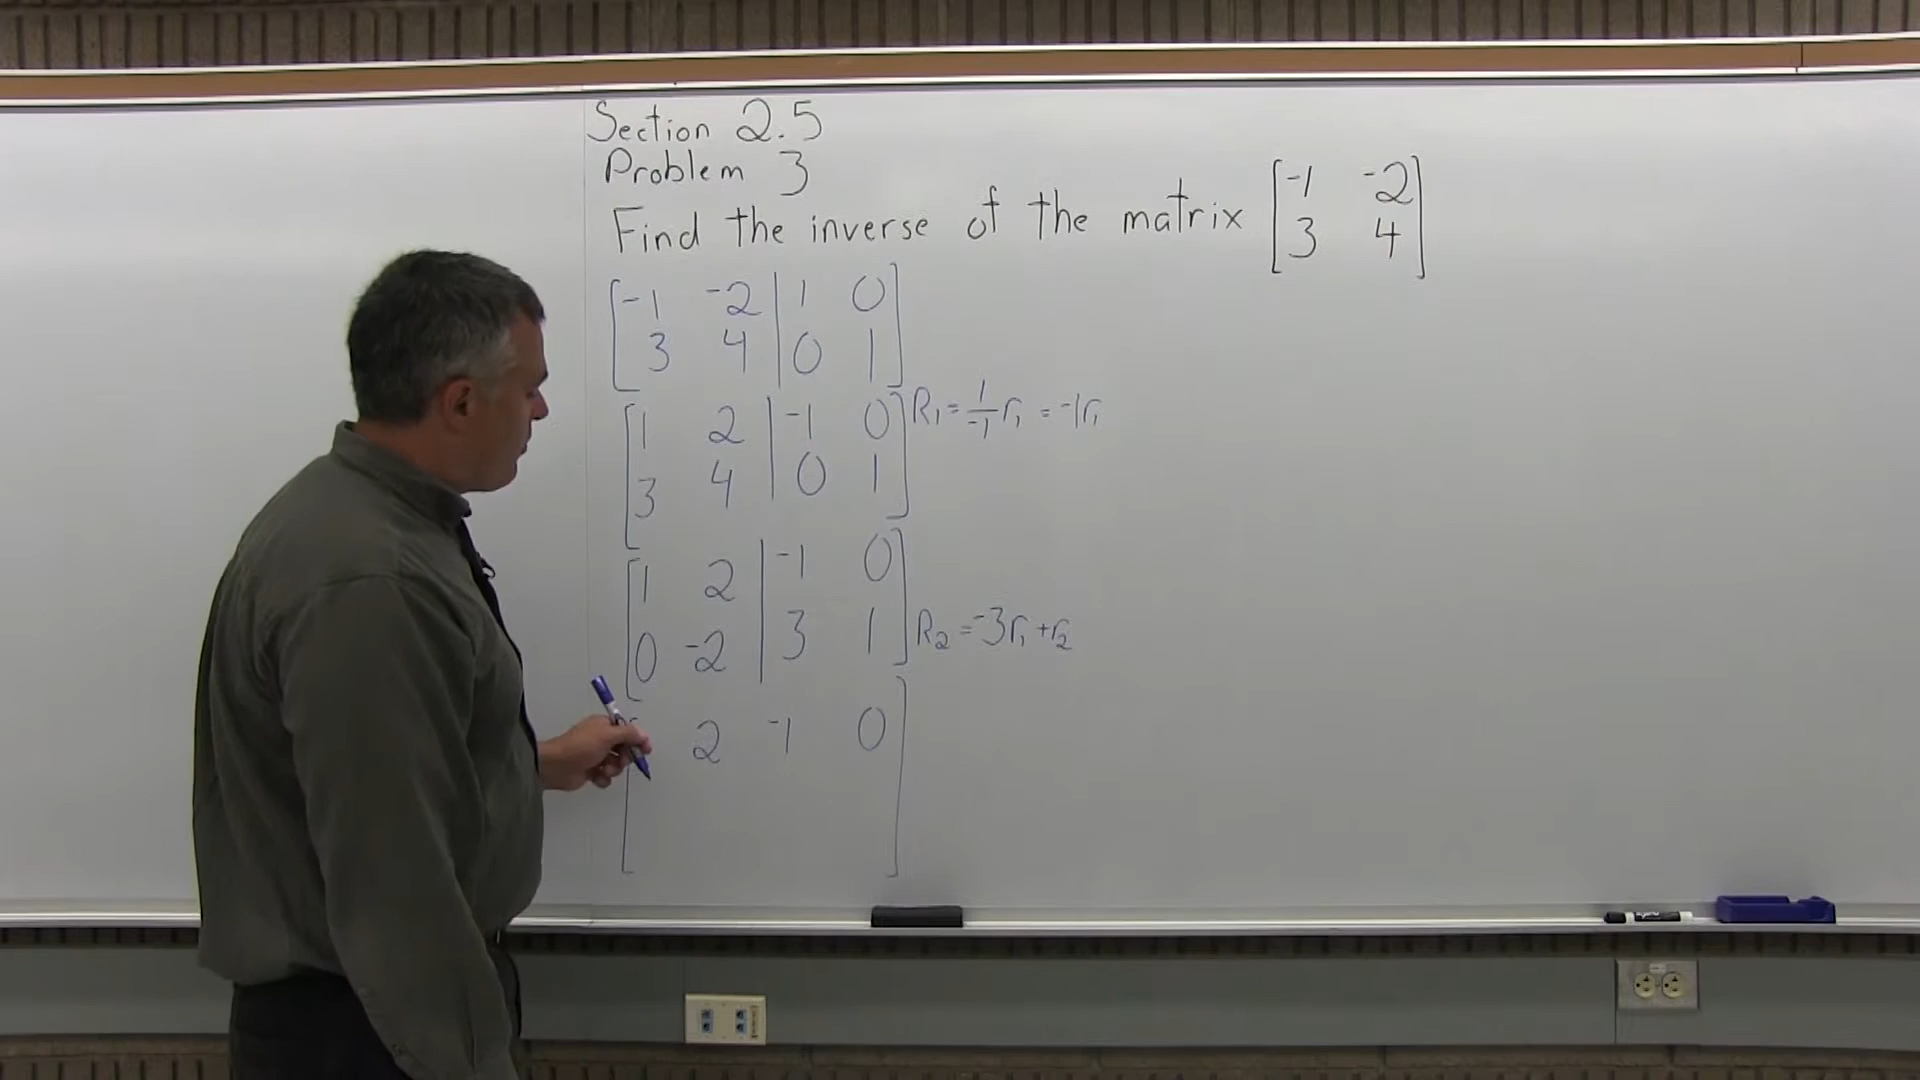 Section 2.5
Problem 3
Find the inverse of the matrix [-1 -2
3 4]
[-1 -2 | 1 0]
[3 4 | 0 1]
[1 2 | -1 0] R1 = 1/-1 r1 = -1r1
[3 4 | 0 1]
[1 2 | -1 0]
[0 -2 | 3 1] R2 = -3r1 + r2
[2 -1 0]